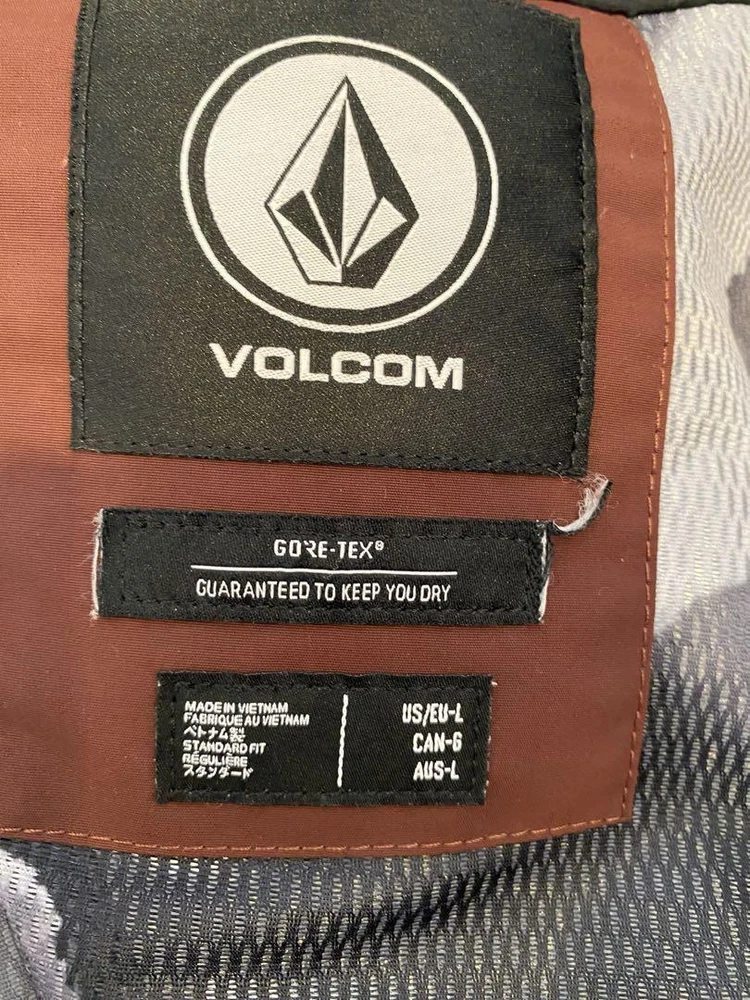 VOLCOM
GORE-TEX®
GUARANTEED TO KEEP YOU DRY
MADE IN VIETNAM
FABRIQUE AU VIETNAM
ベトナム製
STANDARD FIT
RÉGULIÈRE
スタンダード
US/EU-L
CAN-G
AUS-L